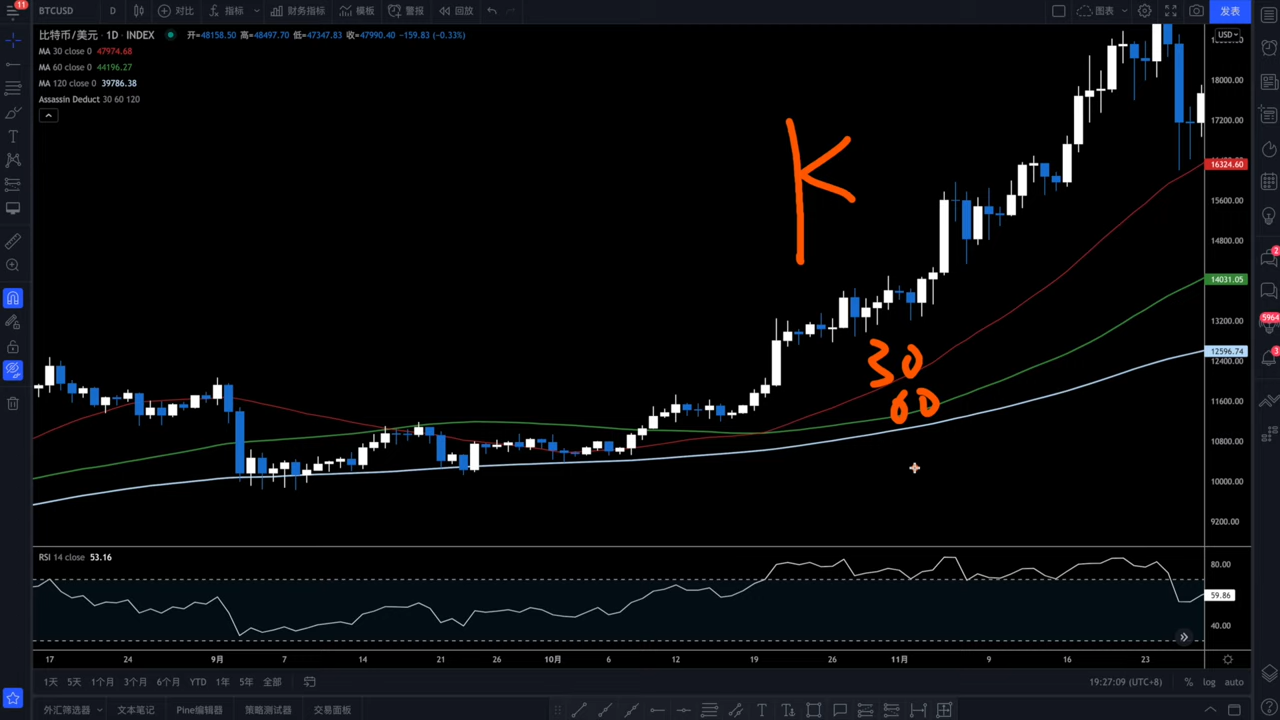 11 BTCUSD D 对比 指标 财务指标 模板 警报 回放 图表 发表
比特币/美元 · 1D · INDEX 开=48158.50 高=48497.70 低=47347.83 收=47990.40 −159.83 (−0.33%)
MA 30 close 0 47974.68
MA 60 close 0 44196.27
MA 120 close 0 39786.38
Assassin Deduct 30 60 120
USD
18000.00
17200.00
16324.60
15600.00
14800.00
14031.05
13200.00
12596.74
12400.00
11600.00
10800.00
10000.00
9200.00
K
30
60
2
5964
3
RSI 14 close 53.16
80.00
59.86
40.00
17 24 9月 7 14 21 26 10月 6 12 19 26 11月 9 16 23
1天 5天 1个月 3个月 6个月 YTD 1年 5年 全部 19:27:09 (UTC+8) % log auto
外汇筛选器 文本笔记 Pine编辑器 策略测试器 交易面板